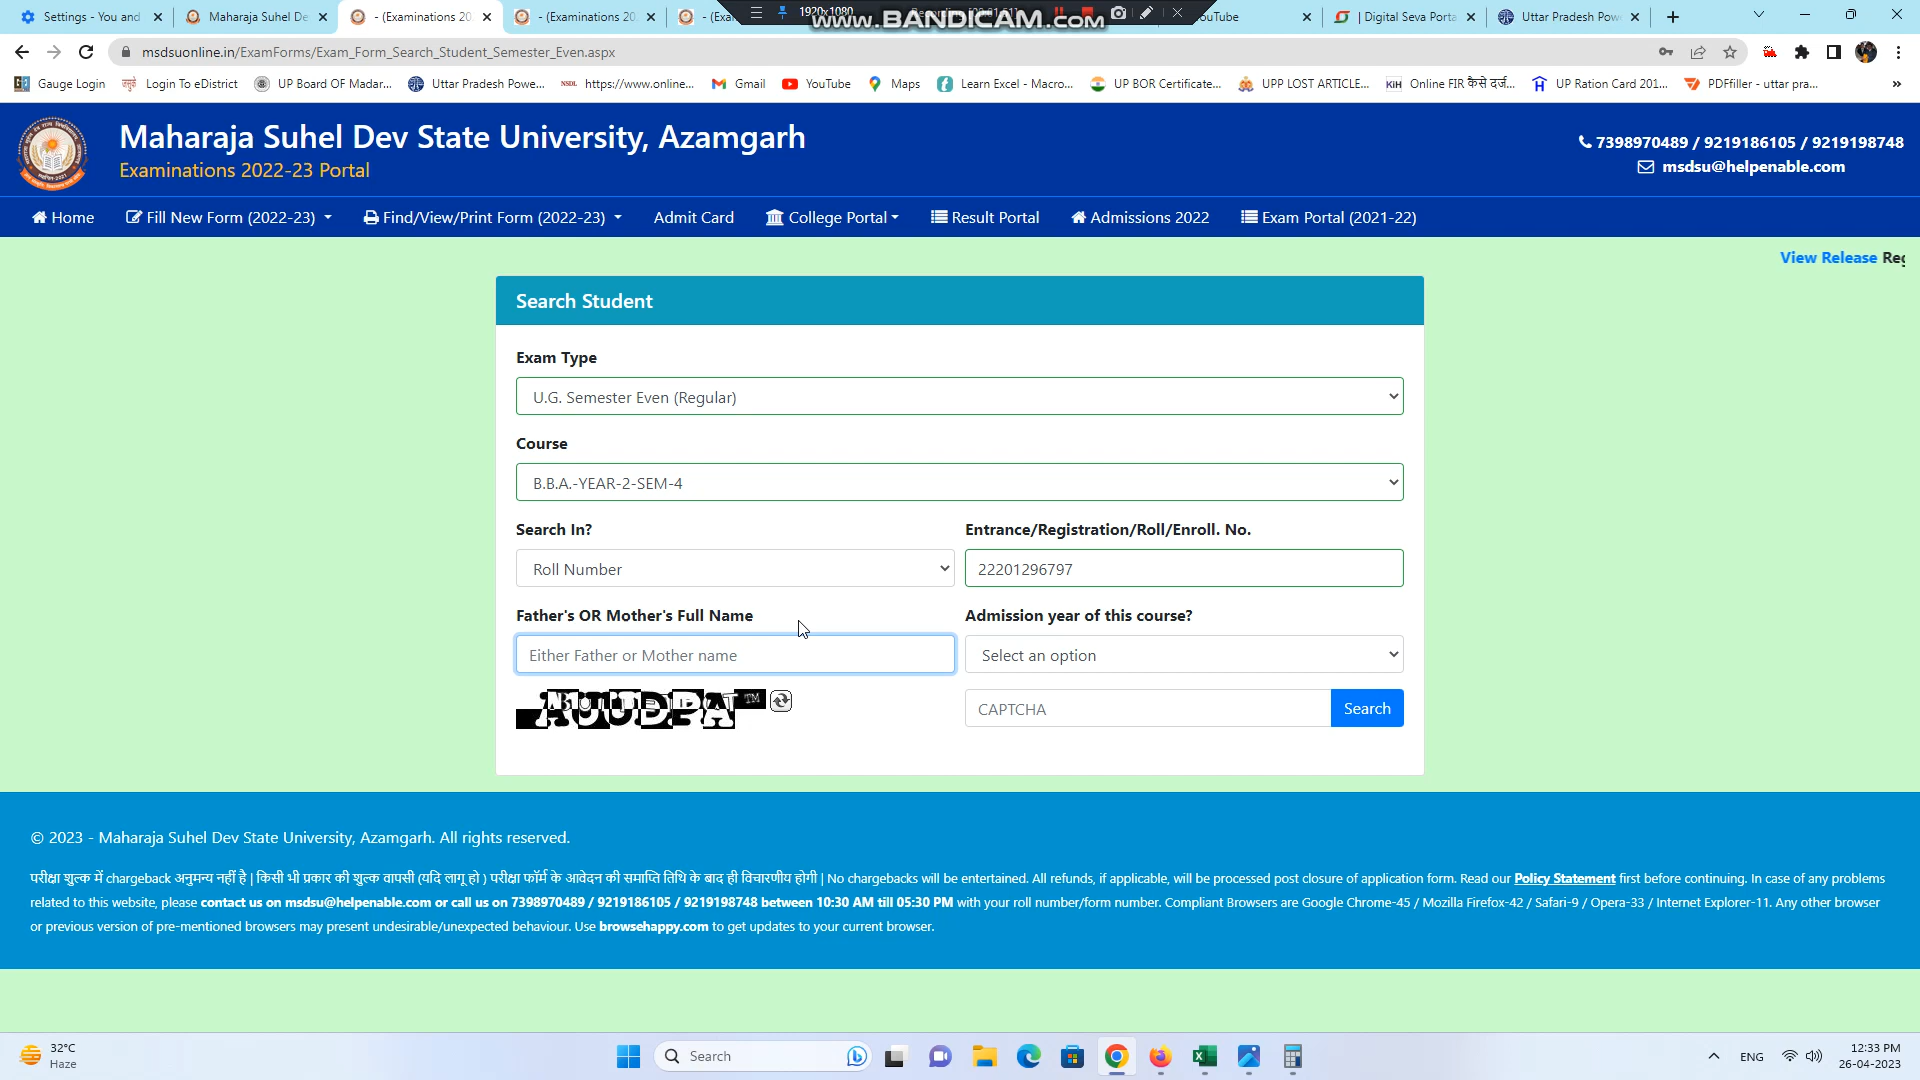 Settings - You and
Maharaja Suhel De
- (Examinations 20
- (Examinations 20
1920x1080
www.BANDICAM.com
YouTube
| Digital Seva Porta
Uttar Pradesh Pow
msdsuonline.in/ExamForms/Exam_Form_Search_Student_Semester_Even.aspx
Gauge Login
Login To eDistrict
UP Board OF Madar...
Uttar Pradesh Powe...
NSDL https://www.online...
Gmail
YouTube
Maps
Learn Excel - Macro...
UP BOR Certificate...
UPP LOST ARTICLE...
KiH Online FIR कैसे दर्ज...
UP Ration Card 201...
PDFfiller - uttar pra...
»
Maharaja Suhel Dev State University, Azamgarh
Examinations 2022-23 Portal
7398970489 / 9219186105 / 9219198748
msdsu@helpenable.com
Home
Fill New Form (2022-23)
Find/View/Print Form (2022-23)
Admit Card
College Portal
Result Portal
Admissions 2022
Exam Portal (2021-22)
View Release Reg
Search Student
Exam Type
U.G. Semester Even (Regular)
Course
B.B.A.-YEAR-2-SEM-4
Search In?
Entrance/Registration/Roll/Enroll. No.
Roll Number
22201296797
Father's OR Mother's Full Name
Admission year of this course?
Either Father or Mother name
Select an option
CAPTCHA
Search
© 2023 - Maharaja Suhel Dev State University, Azamgarh. All rights reserved.
परीक्षा शुल्क में chargeback अनुमन्य नहीं है | किसी भी प्रकार की शुल्क वापसी (यदि लागू हो ) परीक्षा फॉर्म के आवेदन की समाप्ति तिथि के बाद ही विचारणीय होगी | No chargebacks will be entertained. All refunds, if applicable, will be processed post closure of application form. Read our Policy Statement first before continuing. In case of any problems
related to this website, please contact us on msdsu@helpenable.com or call us on 7398970489 / 9219186105 / 9219198748 between 10:30 AM till 05:30 PM with your roll number/form number. Compliant Browsers are Google Chrome-45 / Mozilla Firefox-42 / Safari-9 / Opera-33 / Internet Explorer-11. Any other browser
or previous version of pre-mentioned browsers may present undesirable/unexpected behaviour. Use browsehappy.com to get updates to your current browser.
32°C
Haze
Search
ENG
12:33 PM
26-04-2023